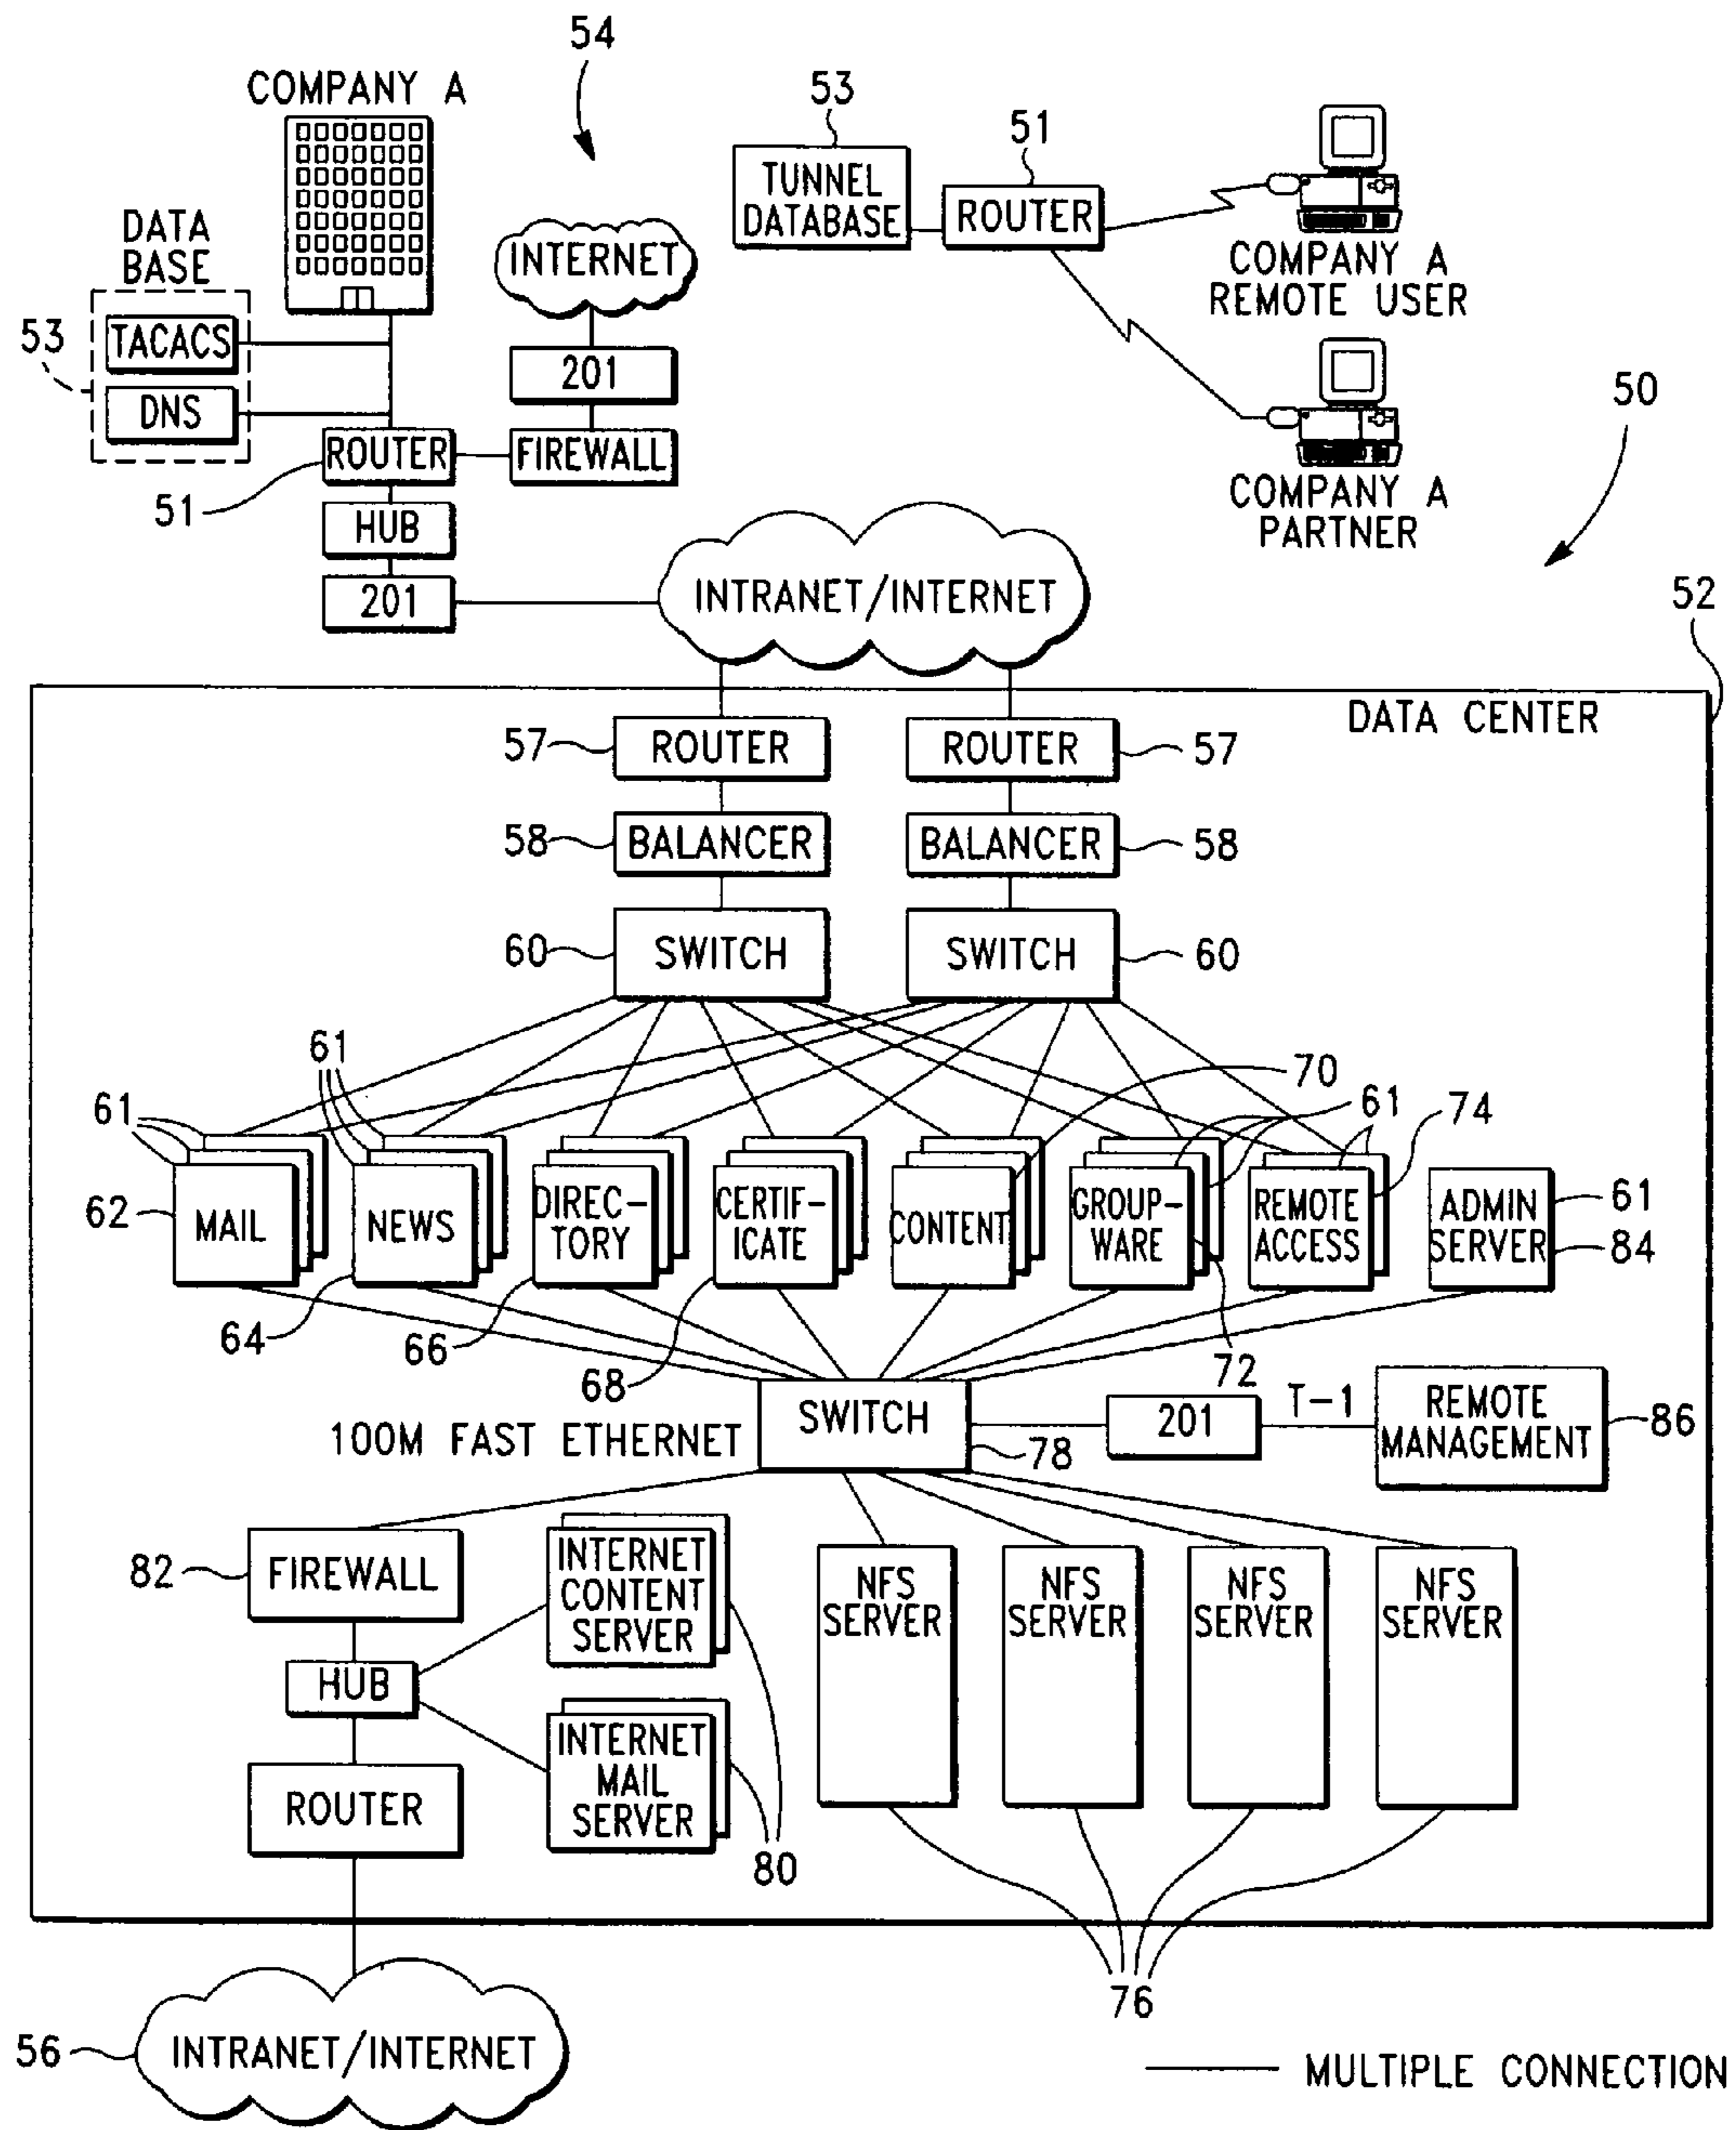 54
COMPANY A
53
51
TUNNEL
DATABASE
ROUTER
DATA
BASE
INTERNET
COMPANY A
REMOTE USER
53
TACACS
201
DNS
50
ROUTER
FIREWALL
51
COMPANY A
PARTNER
HUB
201
INTRANET/INTERNET
52
DATA CENTER
57
ROUTER
ROUTER
57
58
BALANCER
BALANCER
58
60
SWITCH
SWITCH
60
61
61
70
61
74
62
MAIL
NEWS
DIREC-
TORY
CERTIF-
ICATE
CONTENT
GROUP-
WARE
REMOTE
ACCESS
ADMIN
SERVER
61
84
64
66
68
72
100M FAST ETHERNET
SWITCH
78
201
T-1
REMOTE
MANAGEMENT
86
82
FIREWALL
INTERNET
CONTENT
SERVER
NFS
SERVER
NFS
SERVER
NFS
SERVER
NFS
SERVER
HUB
INTERNET
MAIL
SERVER
ROUTER
80
76
56
INTRANET/INTERNET
MULTIPLE CONNECTION